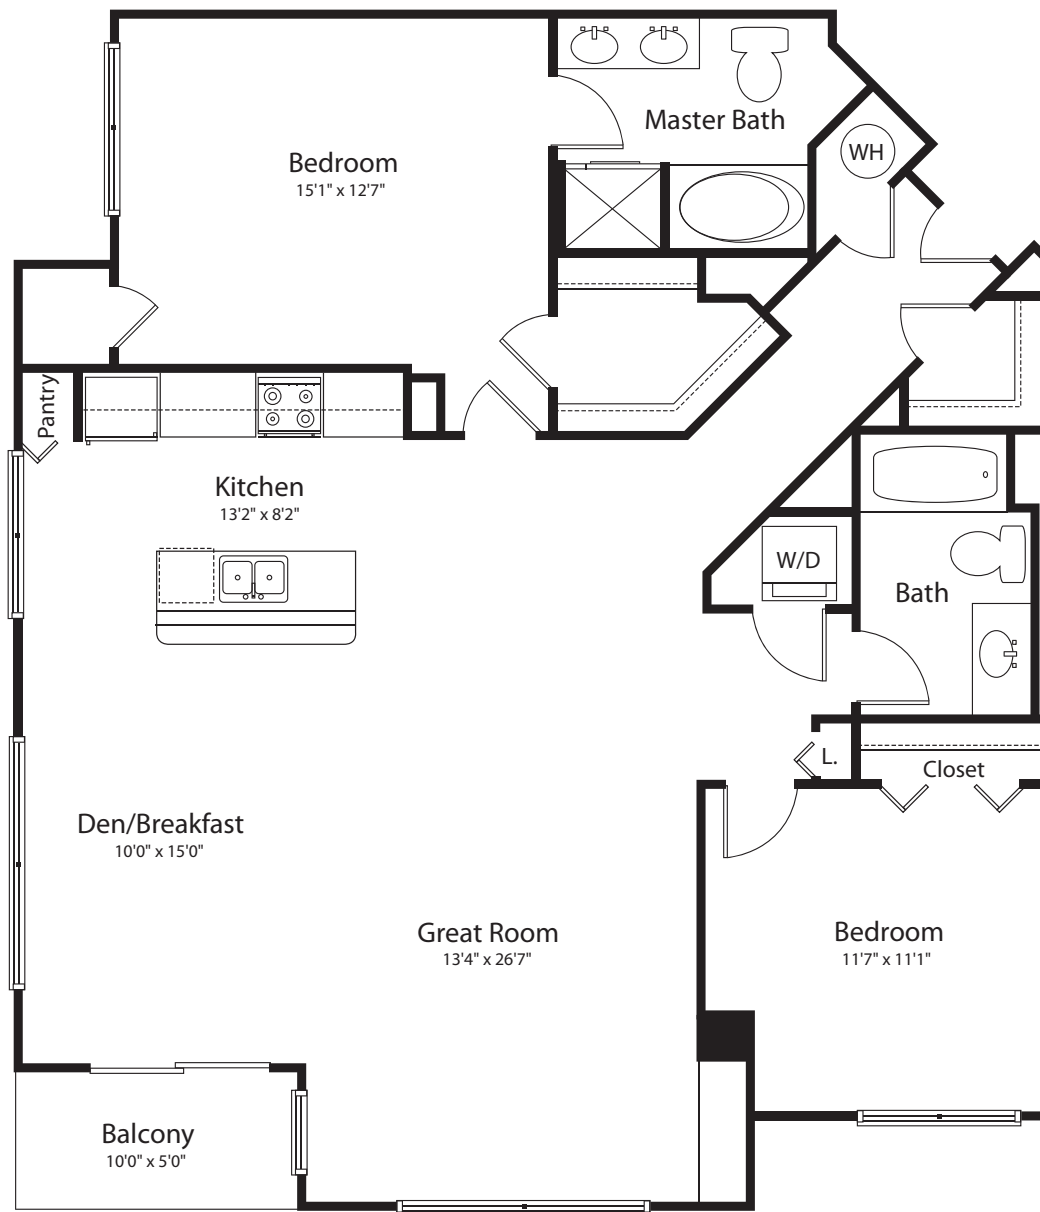 Master Bath
WH
Bedroom
15'1" x 12'7"
Pantry
Kitchen
13'2" x 8'2"
W/D
Bath
L.
Closet
Den/Breakfast
10'0" x 15'0"
Great Room
13'4" x 26'7"
Bedroom
11'7" x 11'1"
Balcony
10'0" x 5'0"